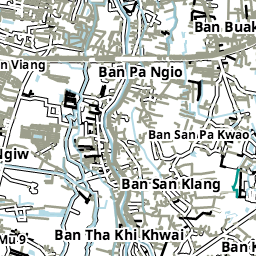 Ban Buak
n Viang
Ban Pa Ngio
Ban San Pa Kwao
Ngiw
Ban San Klang
Ban Tha Khi Khwai
Mu 9
Ban K